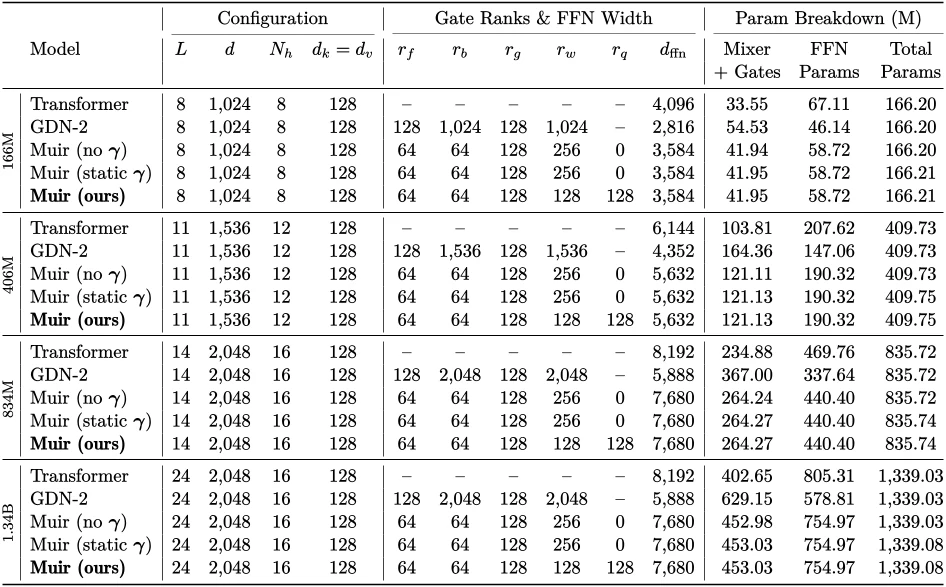 Configuration Gate Ranks & FFN Width Param Breakdown (M)
Model L d N_h d_k = d_v r_f r_b r_g r_w r_q d_ffn Mixer FFN Total
+ Gates Params Params
166M
Transformer 8 1,024 8 128 – – – – – 4,096 33.55 67.11 166.20
GDN-2 8 1,024 8 128 128 1,024 128 1,024 – 2,816 54.53 46.14 166.20
Muir (no γ) 8 1,024 8 128 64 64 128 256 0 3,584 41.94 58.72 166.20
Muir (static γ) 8 1,024 8 128 64 64 128 256 0 3,584 41.95 58.72 166.21
Muir (ours) 8 1,024 8 128 64 64 128 128 128 3,584 41.95 58.72 166.21
406M
Transformer 11 1,536 12 128 – – – – – 6,144 103.81 207.62 409.73
GDN-2 11 1,536 12 128 128 1,536 128 1,536 – 4,352 164.36 147.06 409.73
Muir (no γ) 11 1,536 12 128 64 64 128 256 0 5,632 121.11 190.32 409.73
Muir (static γ) 11 1,536 12 128 64 64 128 256 0 5,632 121.13 190.32 409.75
Muir (ours) 11 1,536 12 128 64 64 128 128 128 5,632 121.13 190.32 409.75
834M
Transformer 14 2,048 16 128 – – – – – 8,192 234.88 469.76 835.72
GDN-2 14 2,048 16 128 128 2,048 128 2,048 – 5,888 367.00 337.64 835.72
Muir (no γ) 14 2,048 16 128 64 64 128 256 0 7,680 264.24 440.40 835.72
Muir (static γ) 14 2,048 16 128 64 64 128 256 0 7,680 264.27 440.40 835.74
Muir (ours) 14 2,048 16 128 64 64 128 128 128 7,680 264.27 440.40 835.74
1.34B
Transformer 24 2,048 16 128 – – – – – 8,192 402.65 805.31 1,339.03
GDN-2 24 2,048 16 128 128 2,048 128 2,048 – 5,888 629.15 578.81 1,339.03
Muir (no γ) 24 2,048 16 128 64 64 128 256 0 7,680 452.98 754.97 1,339.03
Muir (static γ) 24 2,048 16 128 64 64 128 256 0 7,680 453.03 754.97 1,339.08
Muir (ours) 24 2,048 16 128 64 64 128 128 128 7,680 453.03 754.97 1,339.08